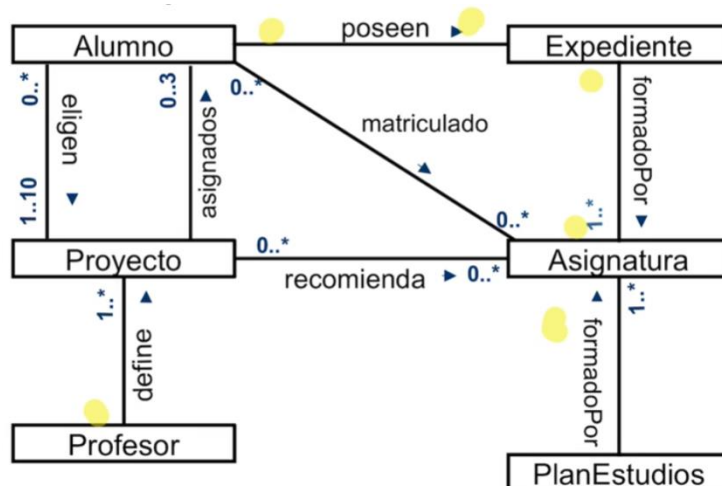 Alumno
poseen
Expediente
0..*
eligen
1..10
0..3
asignados
0..*
matriculado
0..*
formadoPor
1..*
Proyecto
0..*
recomienda
0..*
Asignatura
1..*
define
formadoPor
1..*
Profesor
PlanEstudios